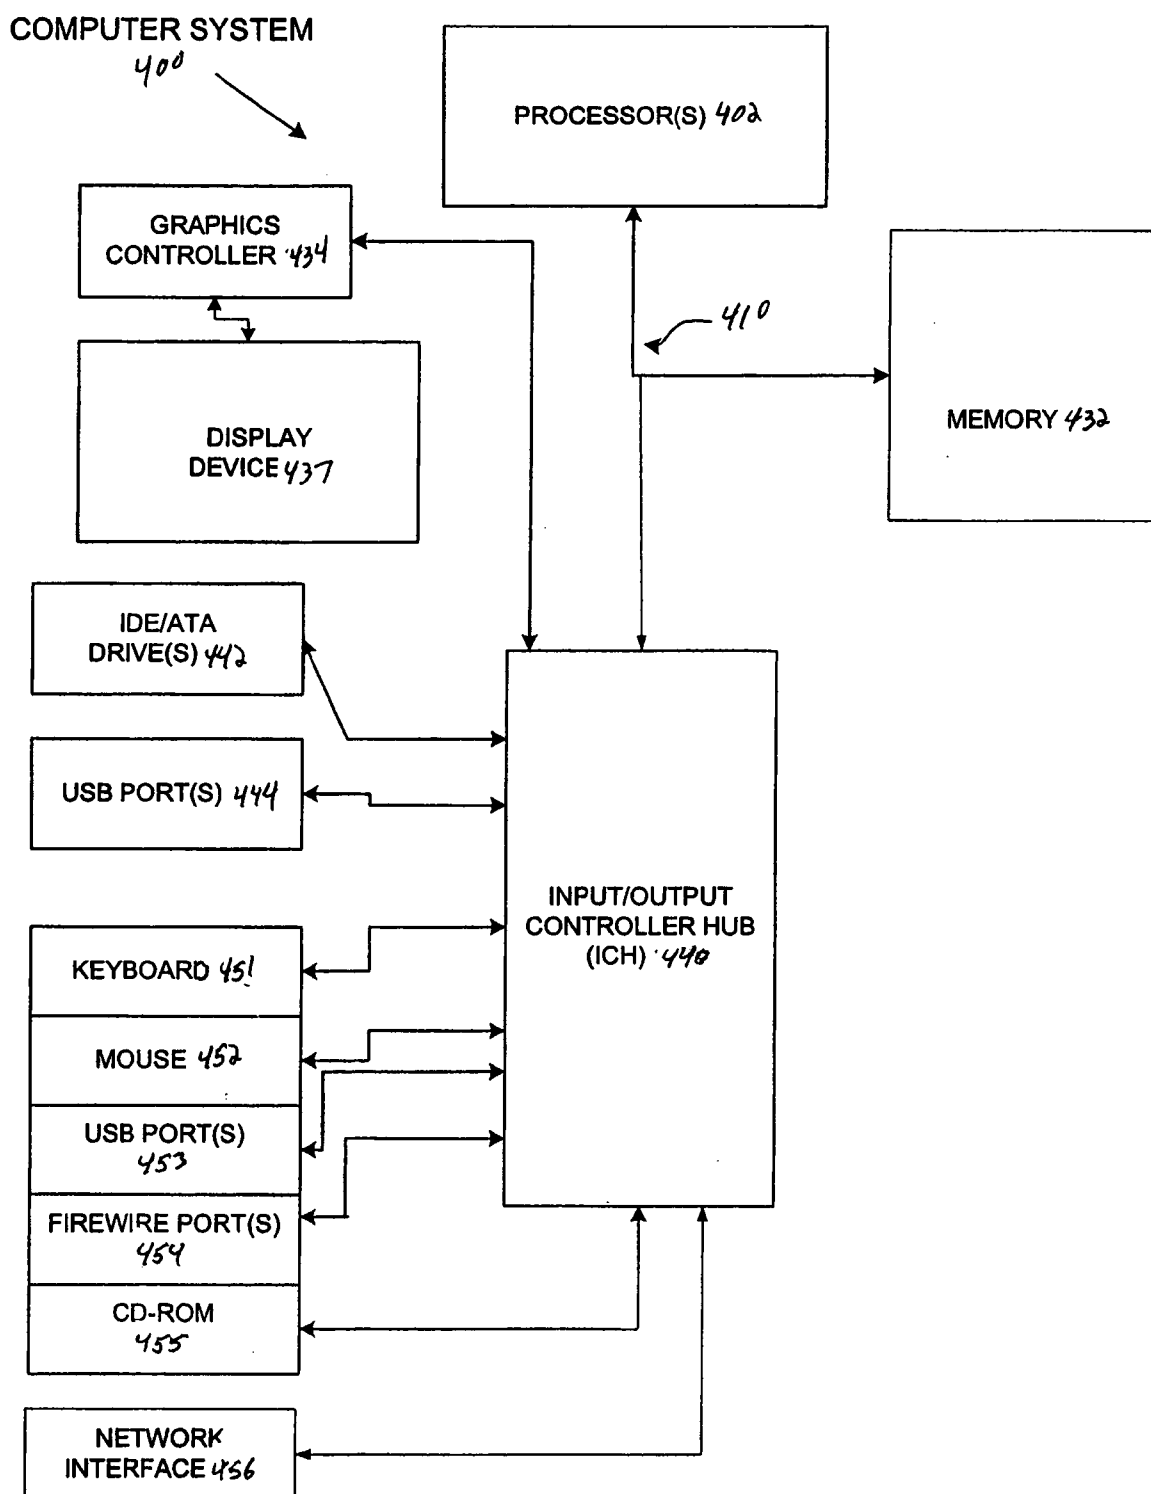 COMPUTER SYSTEM
400
PROCESSOR(S) 402
GRAPHICS
CONTROLLER 434
410
DISPLAY
DEVICE 437
MEMORY 432
IDE/ATA
DRIVE(S) 442
USB PORT(S) 444
INPUT/OUTPUT
CONTROLLER HUB
(ICH) 440
KEYBOARD 451
MOUSE 452
USB PORT(S)
453
FIREWIRE PORT(S)
454
CD-ROM
455
NETWORK
INTERFACE 456